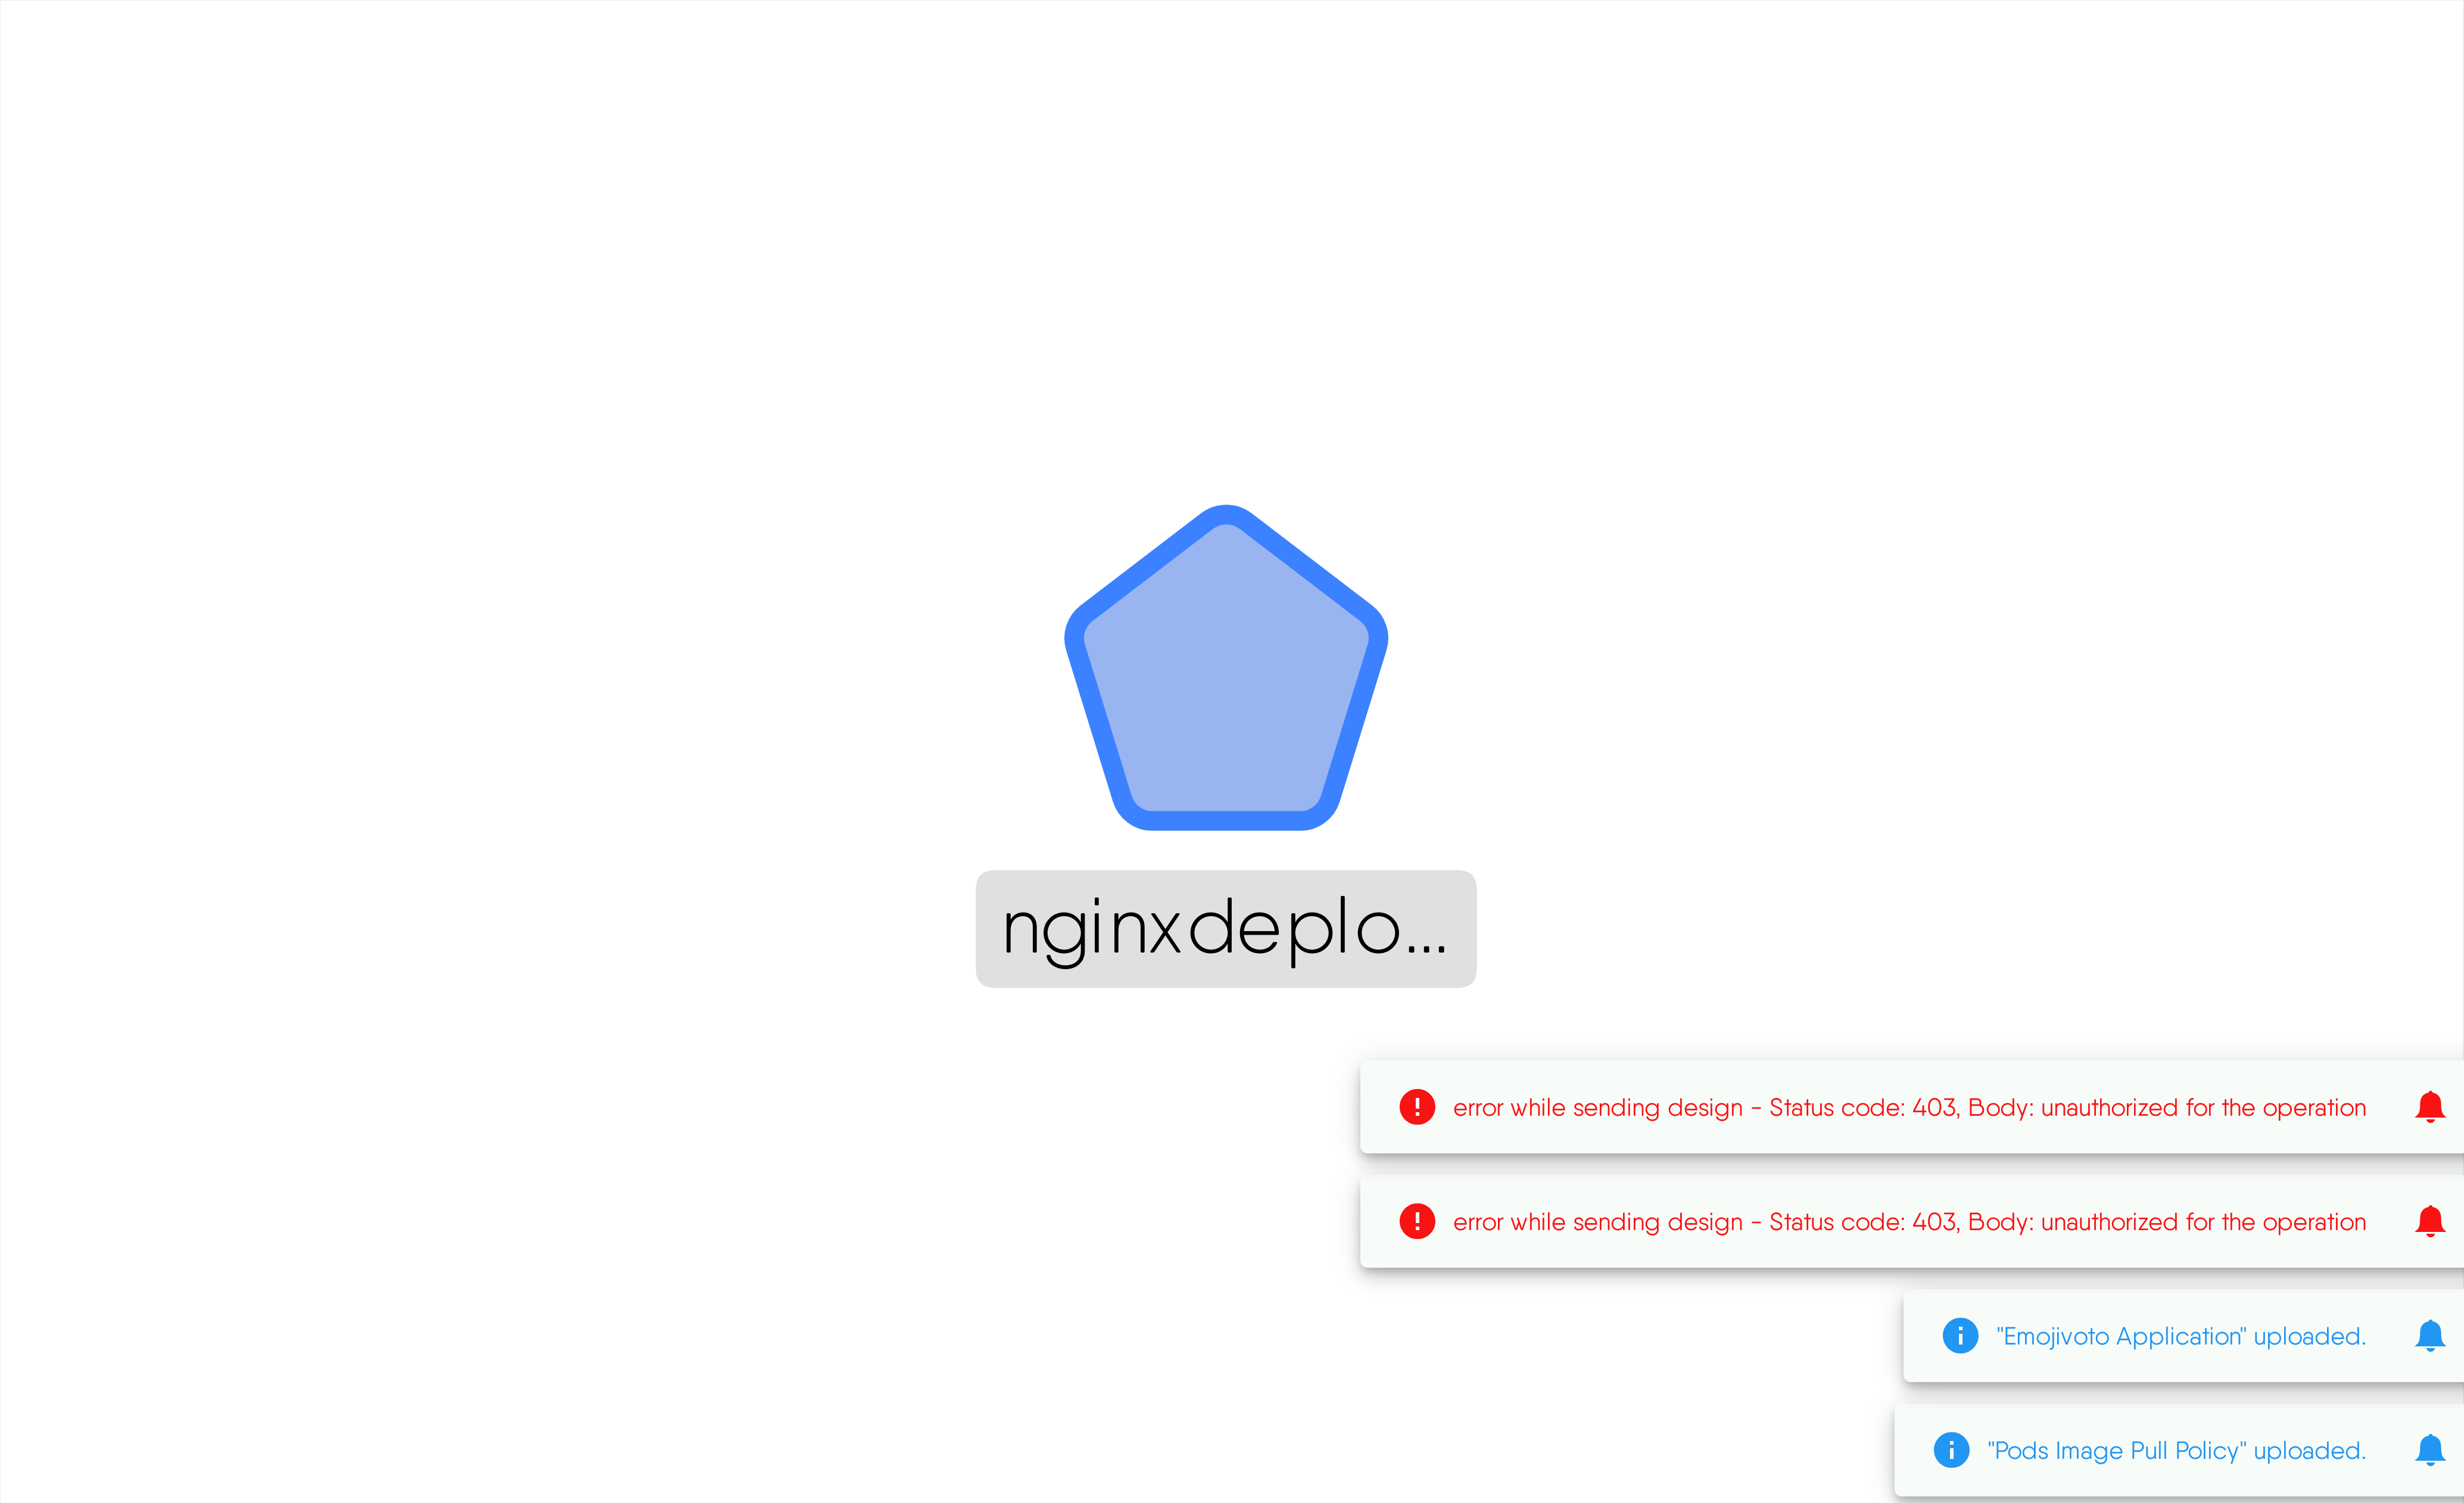 nginxdeplo...
error while sending design - Status code: 403, Body: unauthorized for the operation
error while sending design - Status code: 403, Body: unauthorized for the operation
"Emojivoto Application" uploaded.
"Pods Image Pull Policy" uploaded.